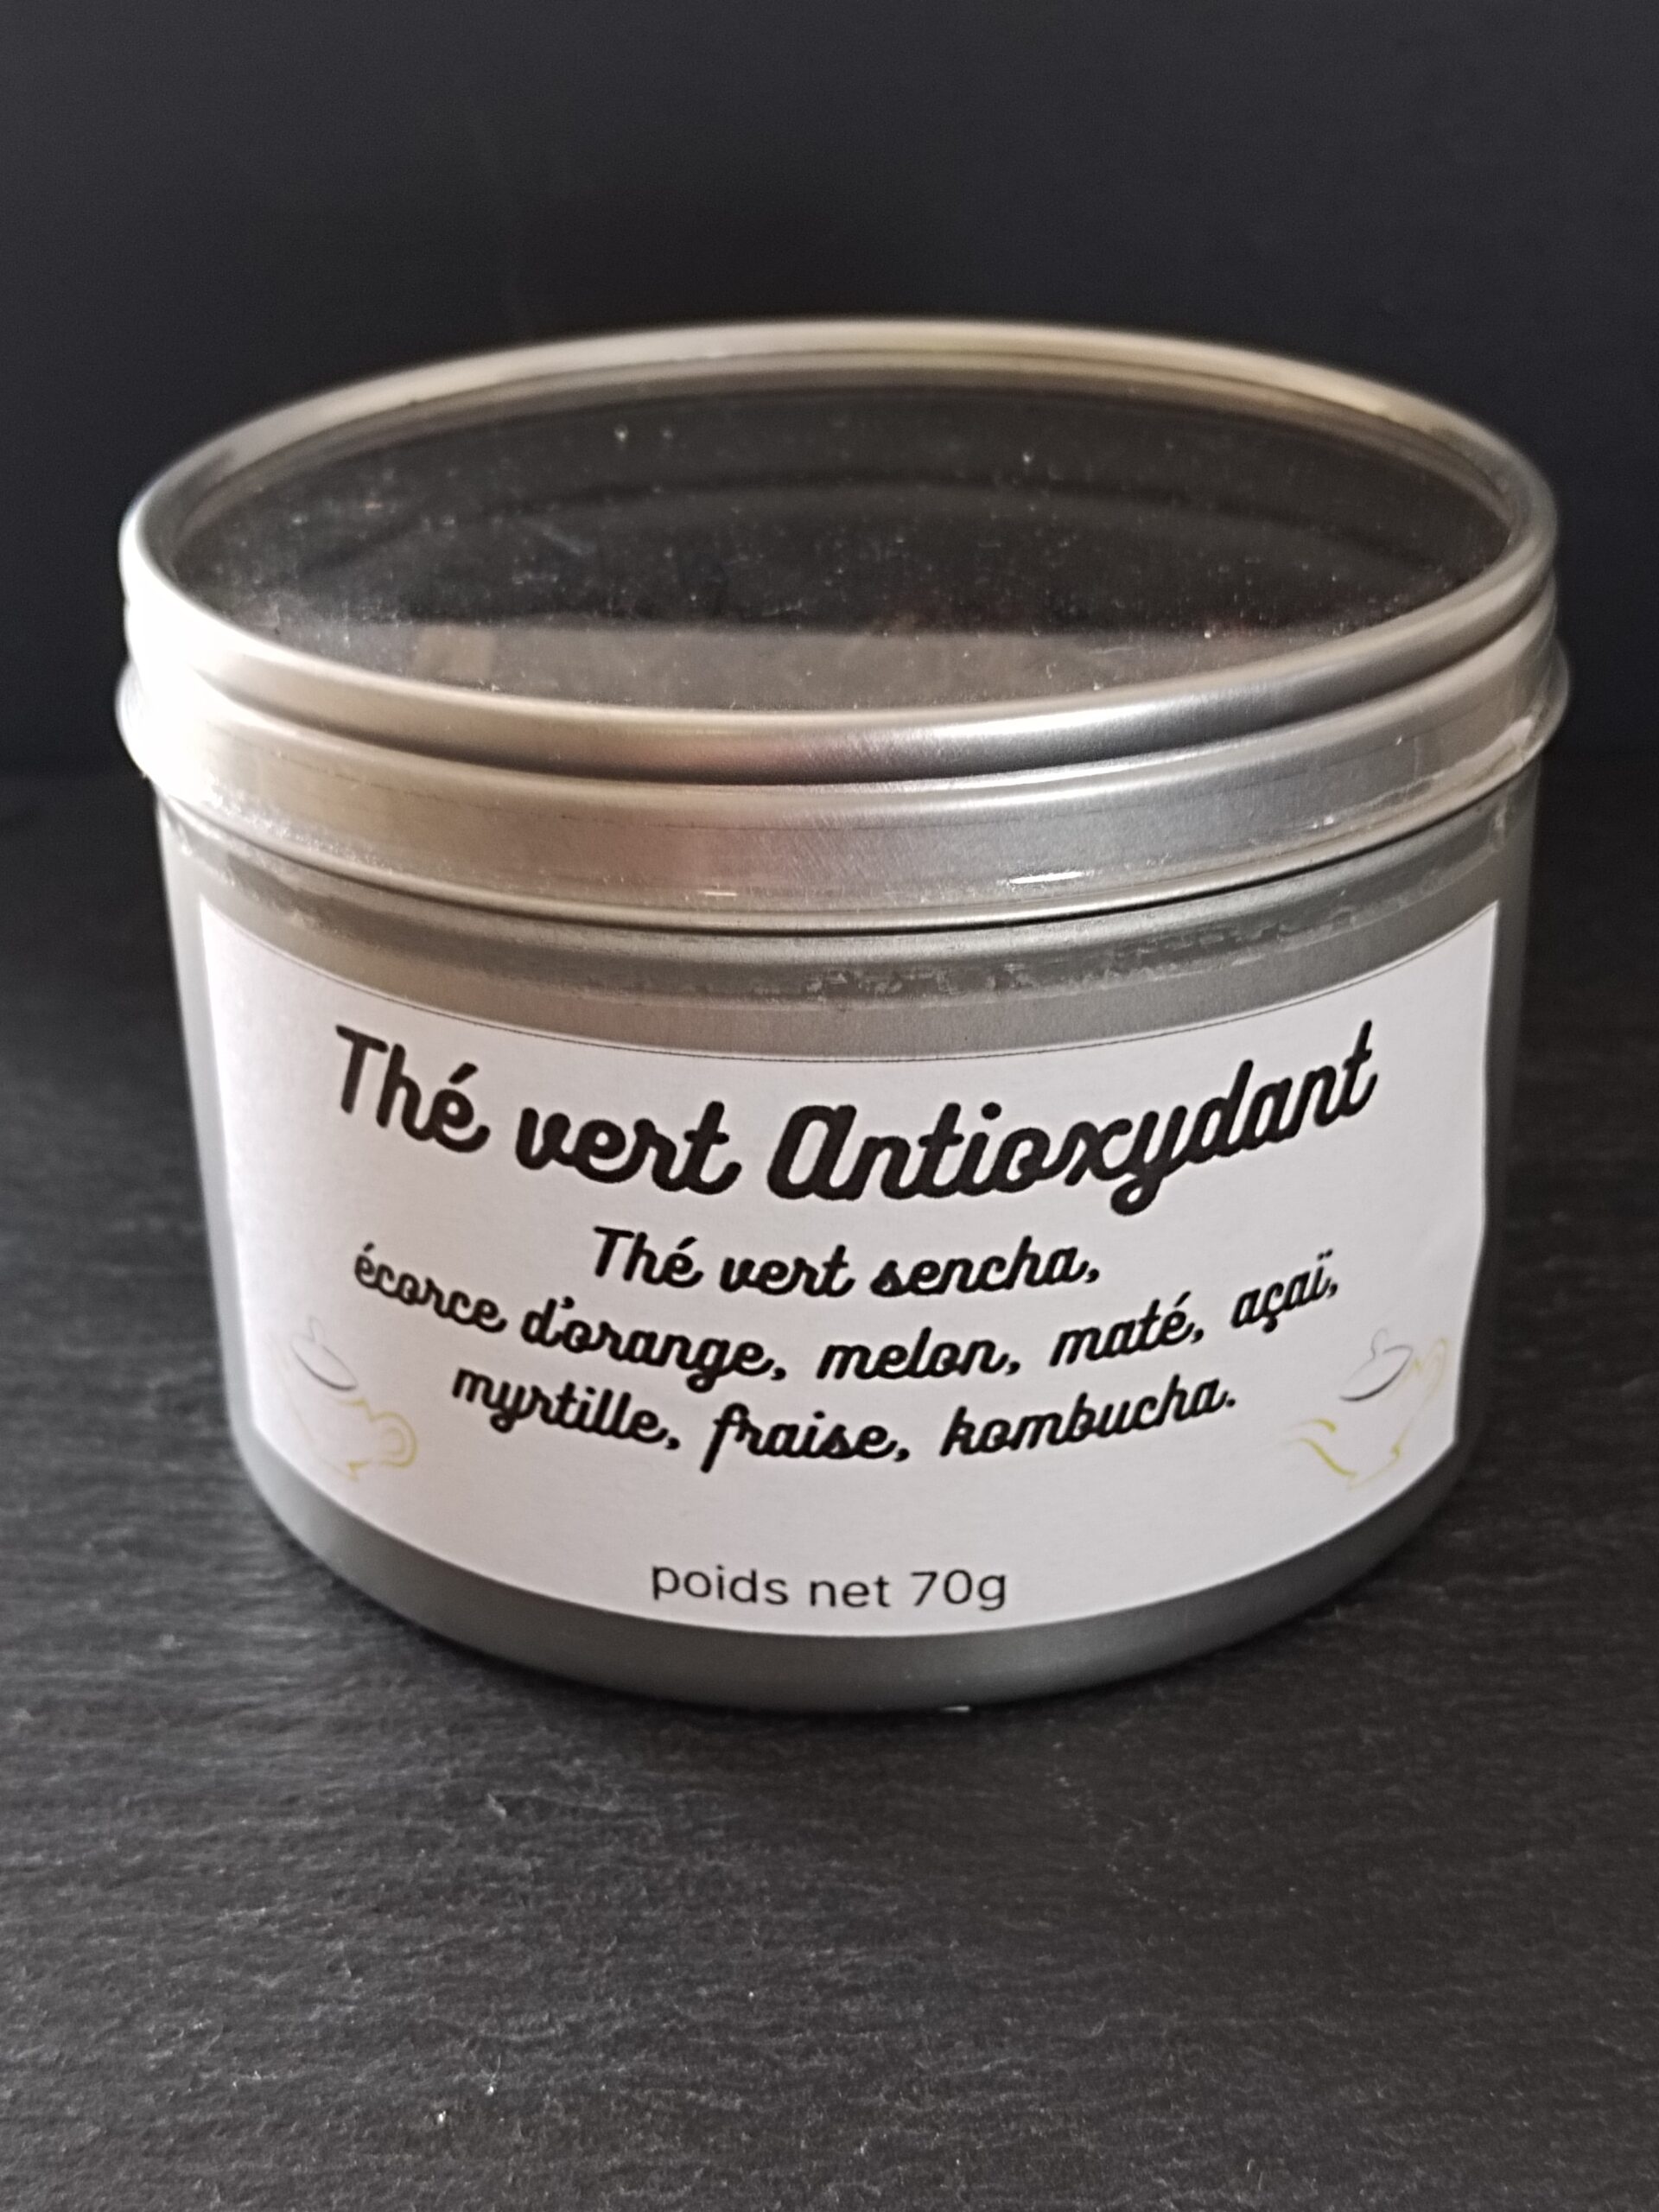 Thé vert Antioxydant
Thé vert sencha,
écorce d'orange, melon, maté, açaï,
myrtille, fraise, kombucha.
poids net 70g